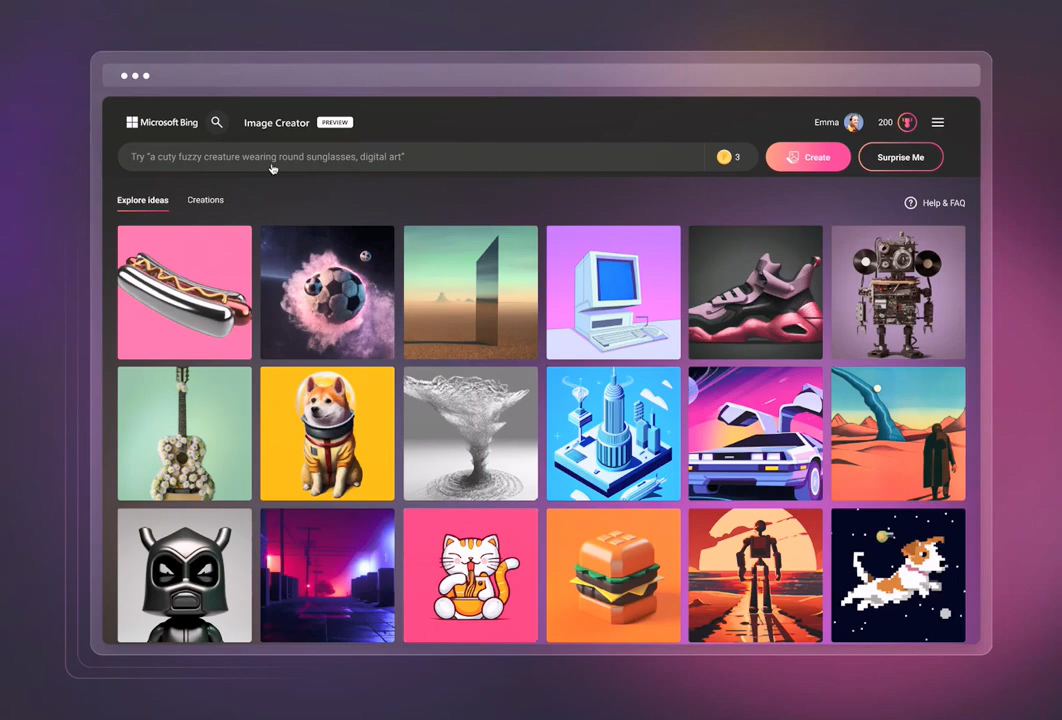 Microsoft Bing
Image Creator
PREVIEW
Emma
200
Try "a cuty fuzzy creature wearing round sunglasses, digital art"
3
Create
Surprise Me
Explore ideas
Creations
? Help & FAQ